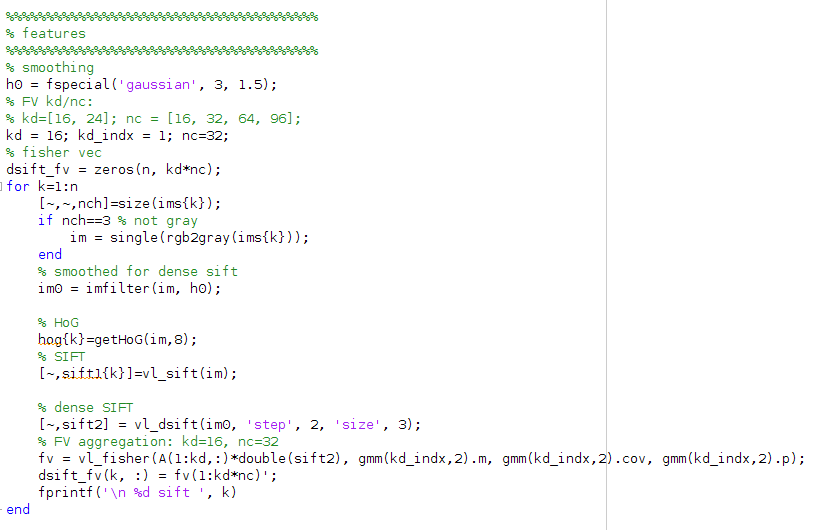 %%%%%%%%%%%%%%%%%%%%%%%%%%%%%%%%%%%%%%%
% features
%%%%%%%%%%%%%%%%%%%%%%%%%%%%%%%%%%%%%%%
% smoothing
h0 = fspecial('gaussian', 3, 1.5);
% FV kd/nc:
% kd=[16, 24]; nc = [16, 32, 64, 96];
kd = 16; kd_indx = 1; nc=32;
% fisher vec
dsift_fv = zeros(n, kd*nc);
for k=1:n
    [~,~,nch]=size(ims{k});
    if nch==3 % not gray
        im = single(rgb2gray(ims{k}));
    end
    % smoothed for dense sift
    im0 = imfilter(im, h0);
    % HoG
    hog{k}=getHoG(im,8);
    % SIFT
    [~,sift1{k}]=vl_sift(im);
    % dense SIFT
    [~,sift2] = vl_dsift(im0, 'step', 2, 'size', 3);
    % FV aggregation: kd=16, nc=32
    fv = vl_fisher(A(1:kd,:)*double(sift2), gmm(kd_indx,2).m, gmm(kd_indx,2).cov, gmm(kd_indx,2).p);
    dsift_fv(k, :) = fv(1:kd*nc)';
    fprintf('\n %d sift ', k)
end